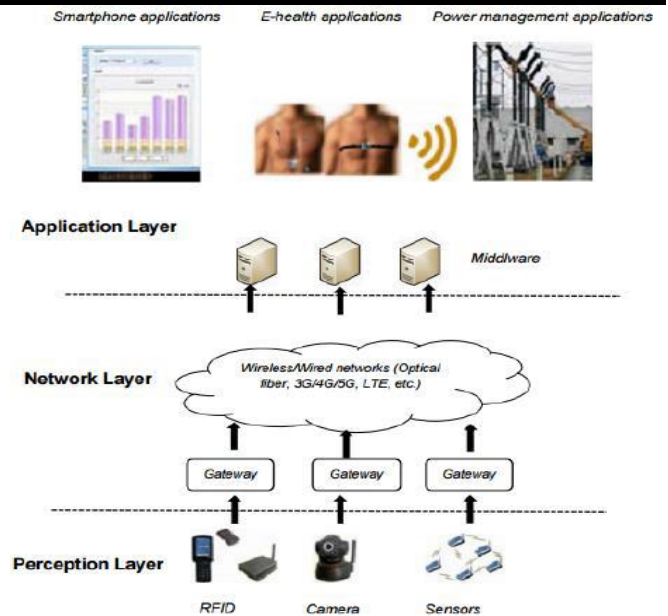 Smartphone applications E-health applications Power management applications
Application Layer
Middlware
Network Layer
Wireless/Wired networks (Optical
fiber, 3G/4G/5G, LTE, etc.)
Gateway Gateway Gateway
Perception Layer
RFID Camera Sensors